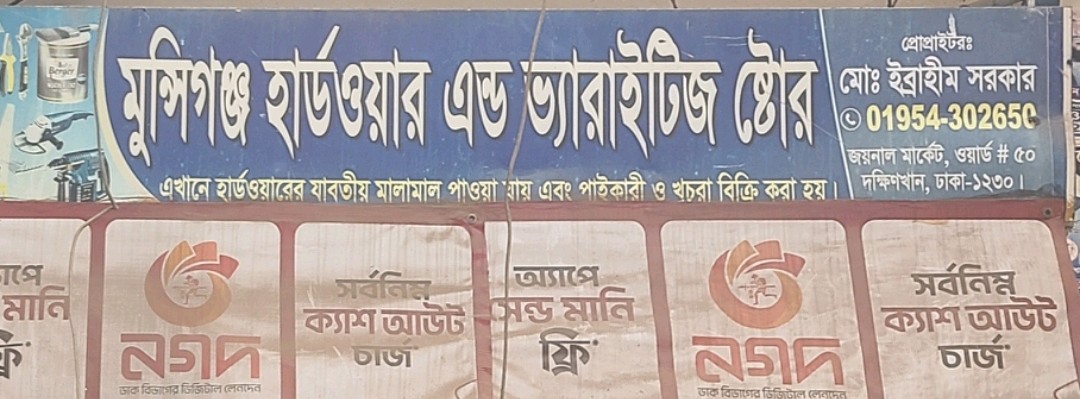 মুন্সিগঞ্জ হার্ডওয়্যার এন্ড ভ্যারাইটিজ ষ্টোর
এখানে হার্ডওয়ারের যাবতীয় মালামাল পাওয়া যায় এবং পাইকারী ও খুচরা বিক্রি করা হয়।
প্রোপ্রাইটরঃ
মোঃ ইব্রাহীম সরকার
01954-302650
জয়নাল মার্কেট, ওয়ার্ড # ৫০
দক্ষিণখান, ঢাকা-১২৩০।
Berger
মানি
নগদ
ডাক বিভাগের ডিজিটাল লেনদেন
সর্বনিম্ন
ক্যাশ আউট
চার্জ*
অ্যাপে
সেন্ড মানি
ফ্রি*
নগদ
ডাক বিভাগের ডিজিটাল লেনদেন
সর্বনিম্ন
ক্যাশ আউট
চার্জ*